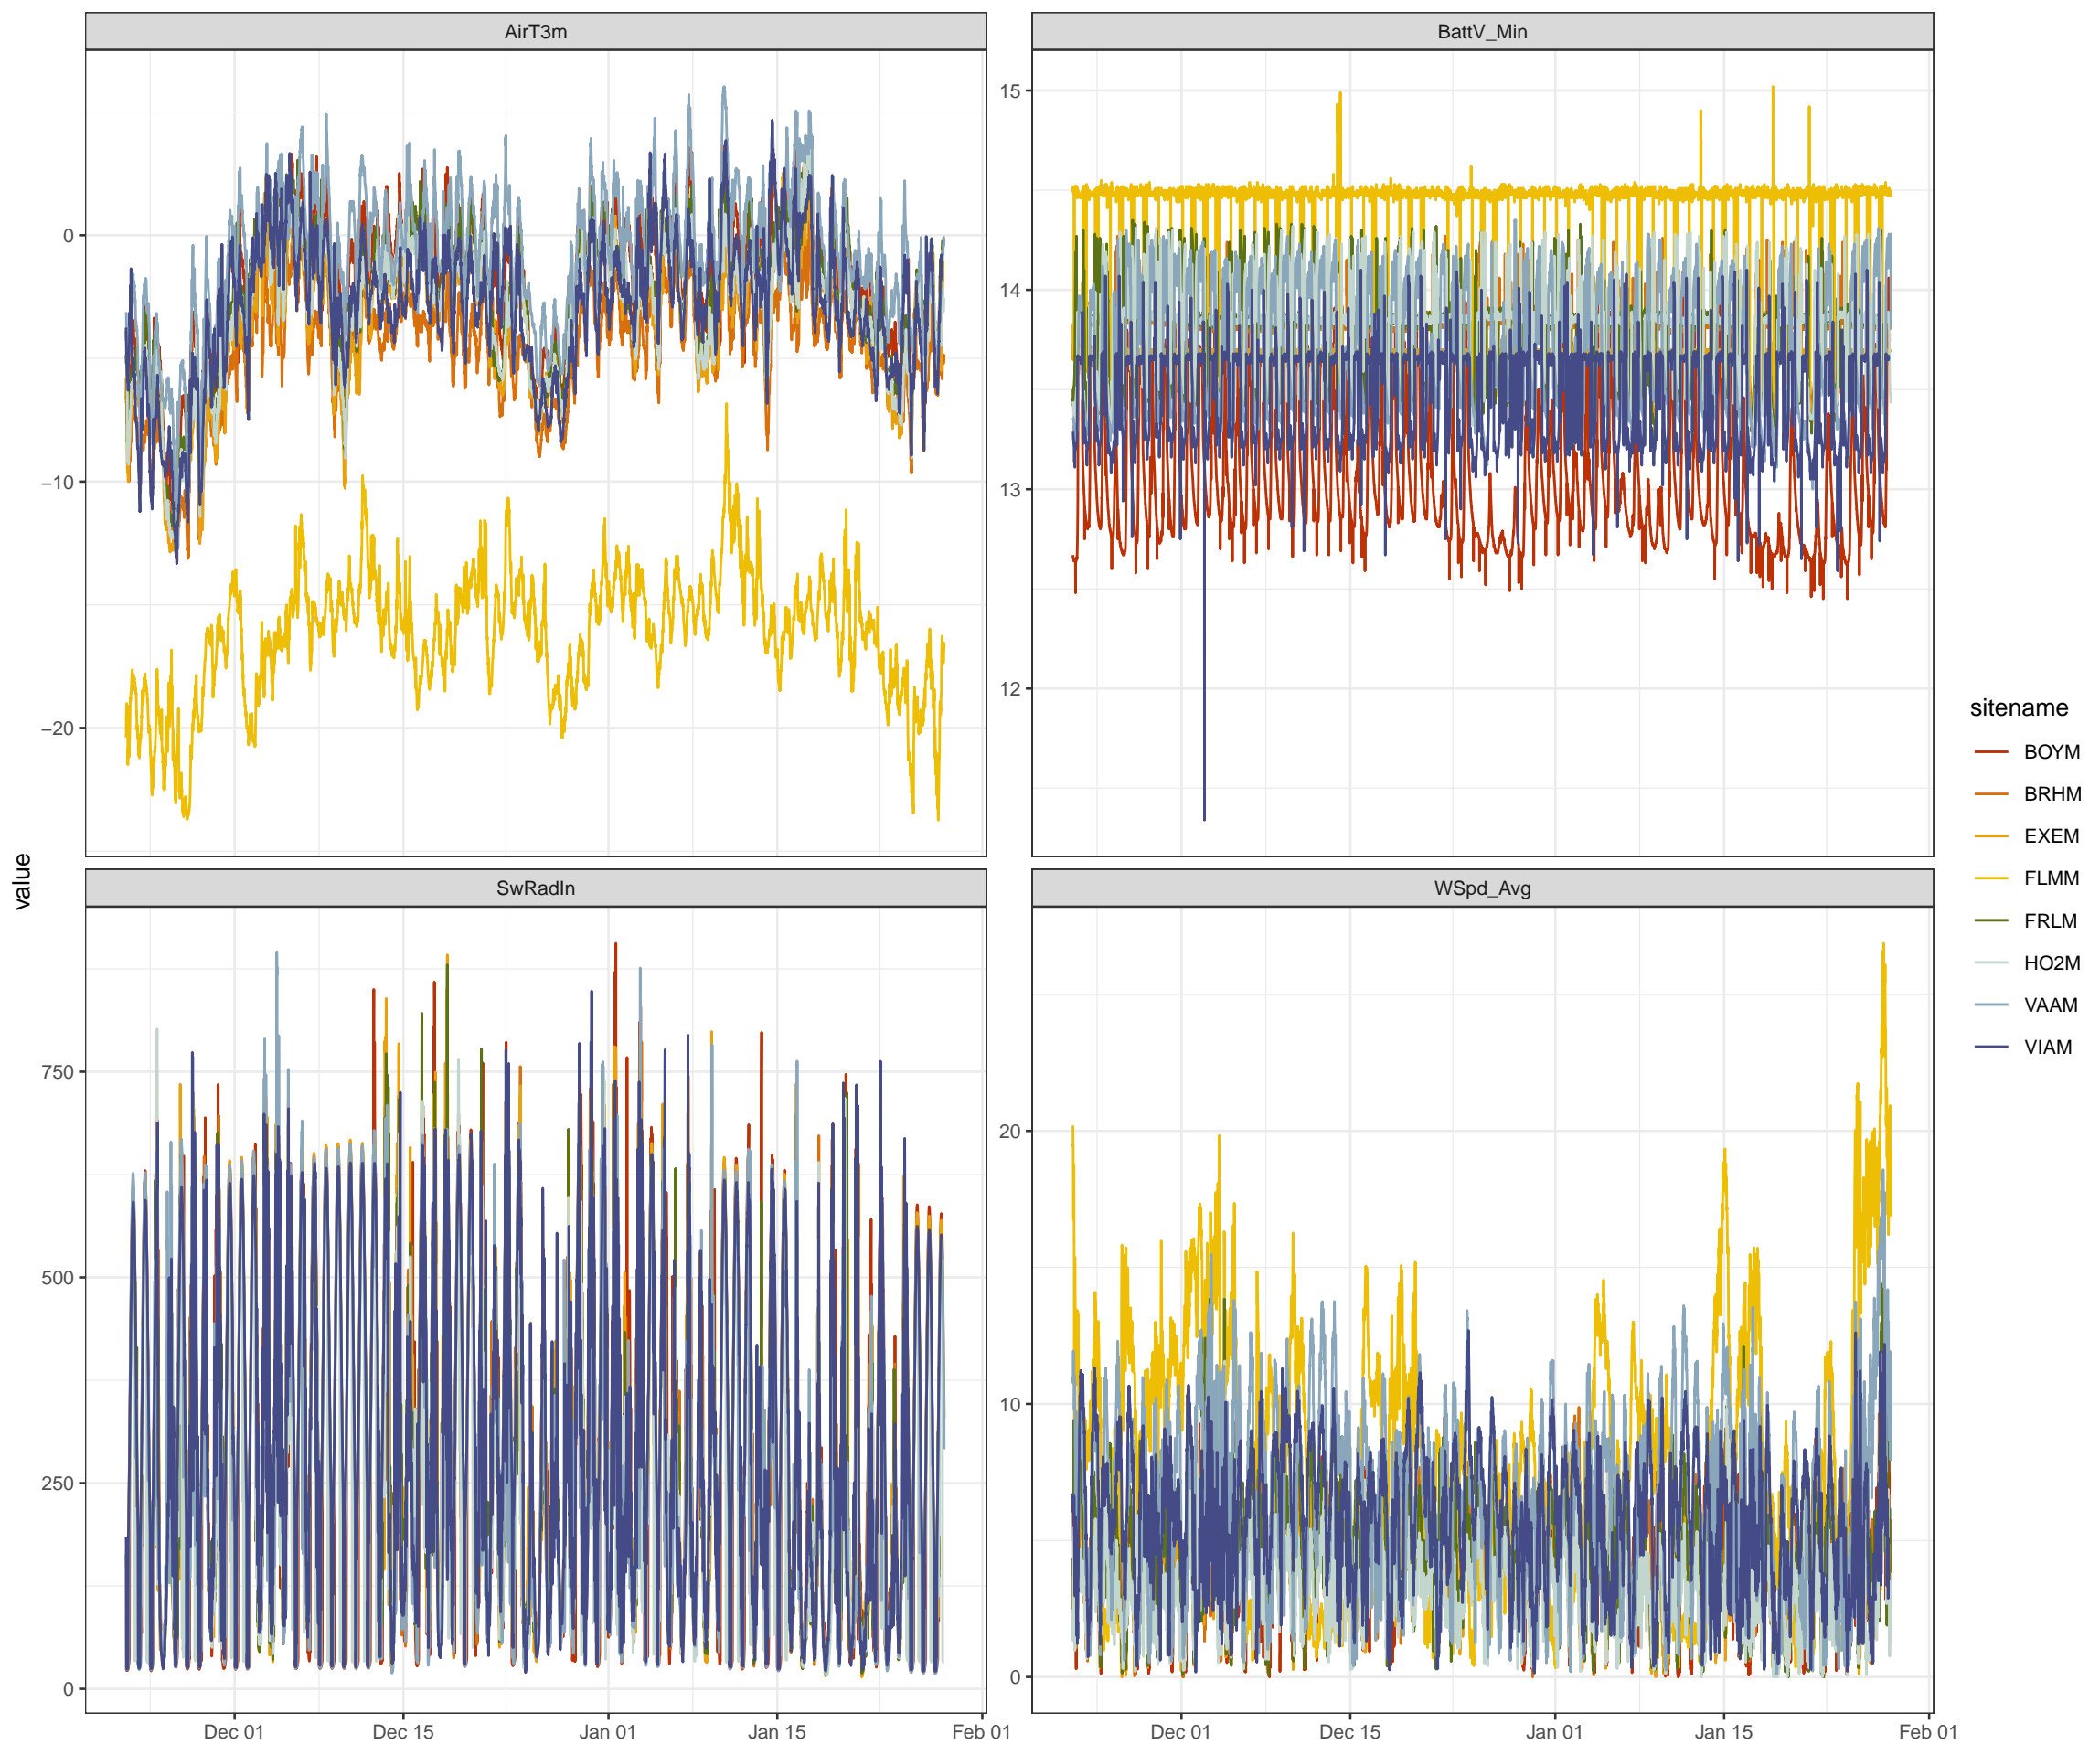 AirT3m
BattV_Min
0
−10
−20
15
14
13
12
SwRadIn
WSpd_Avg
750
500
250
0
20
10
0
Dec 01
Dec 15
Jan 01
Jan 15
Feb 01
Dec 01
Dec 15
Jan 01
Jan 15
Feb 01
value
sitename
BOYM
BRHM
EXEM
FLMM
FRLM
HO2M
VAAM
VIAM